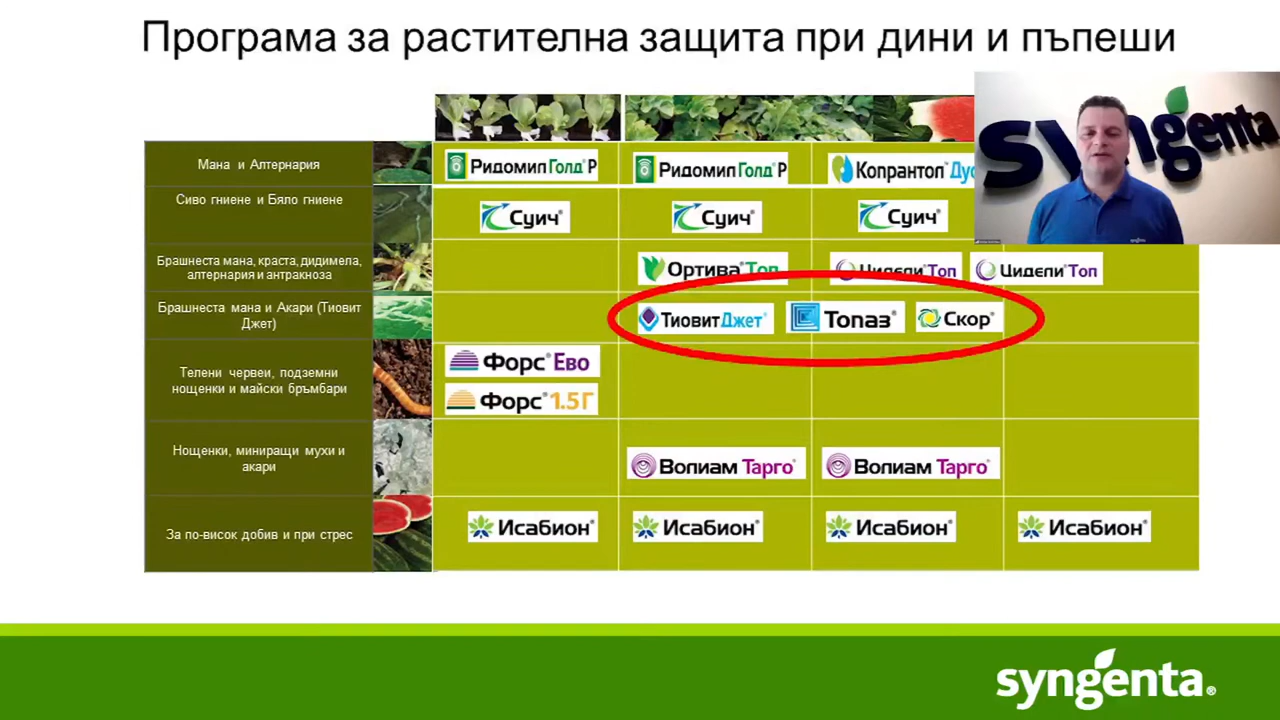 Програма за растителна защита при дини и пъпеши
syngenta
Мана и Алтернария
Ридомил Голд® Р
Ридомил Голд® Р
Копрантол™ Дуо
Сиво гниене и Бяло гниене
Суич®
Суич®
Суич®
Брашнеста мана, краста, дидимела,
алтернария и антракноза
Ортива® Топ
Цидели® Топ
Цидели® Топ
Брашнеста мана и Акари (Тиовит
Джет)
Тиовит Джет®
Топаз®
Скор®
Телени червеи, подземни
нощенки и майски бръмбари
Форс® Ево
Форс® 1.5Г
Нощенки, миниращи мухи и
акари
Волиам Тарго®
Волиам Тарго®
За по-висок добив и при стрес
Исабион®
Исабион®
Исабион®
Исабион®
syngenta®